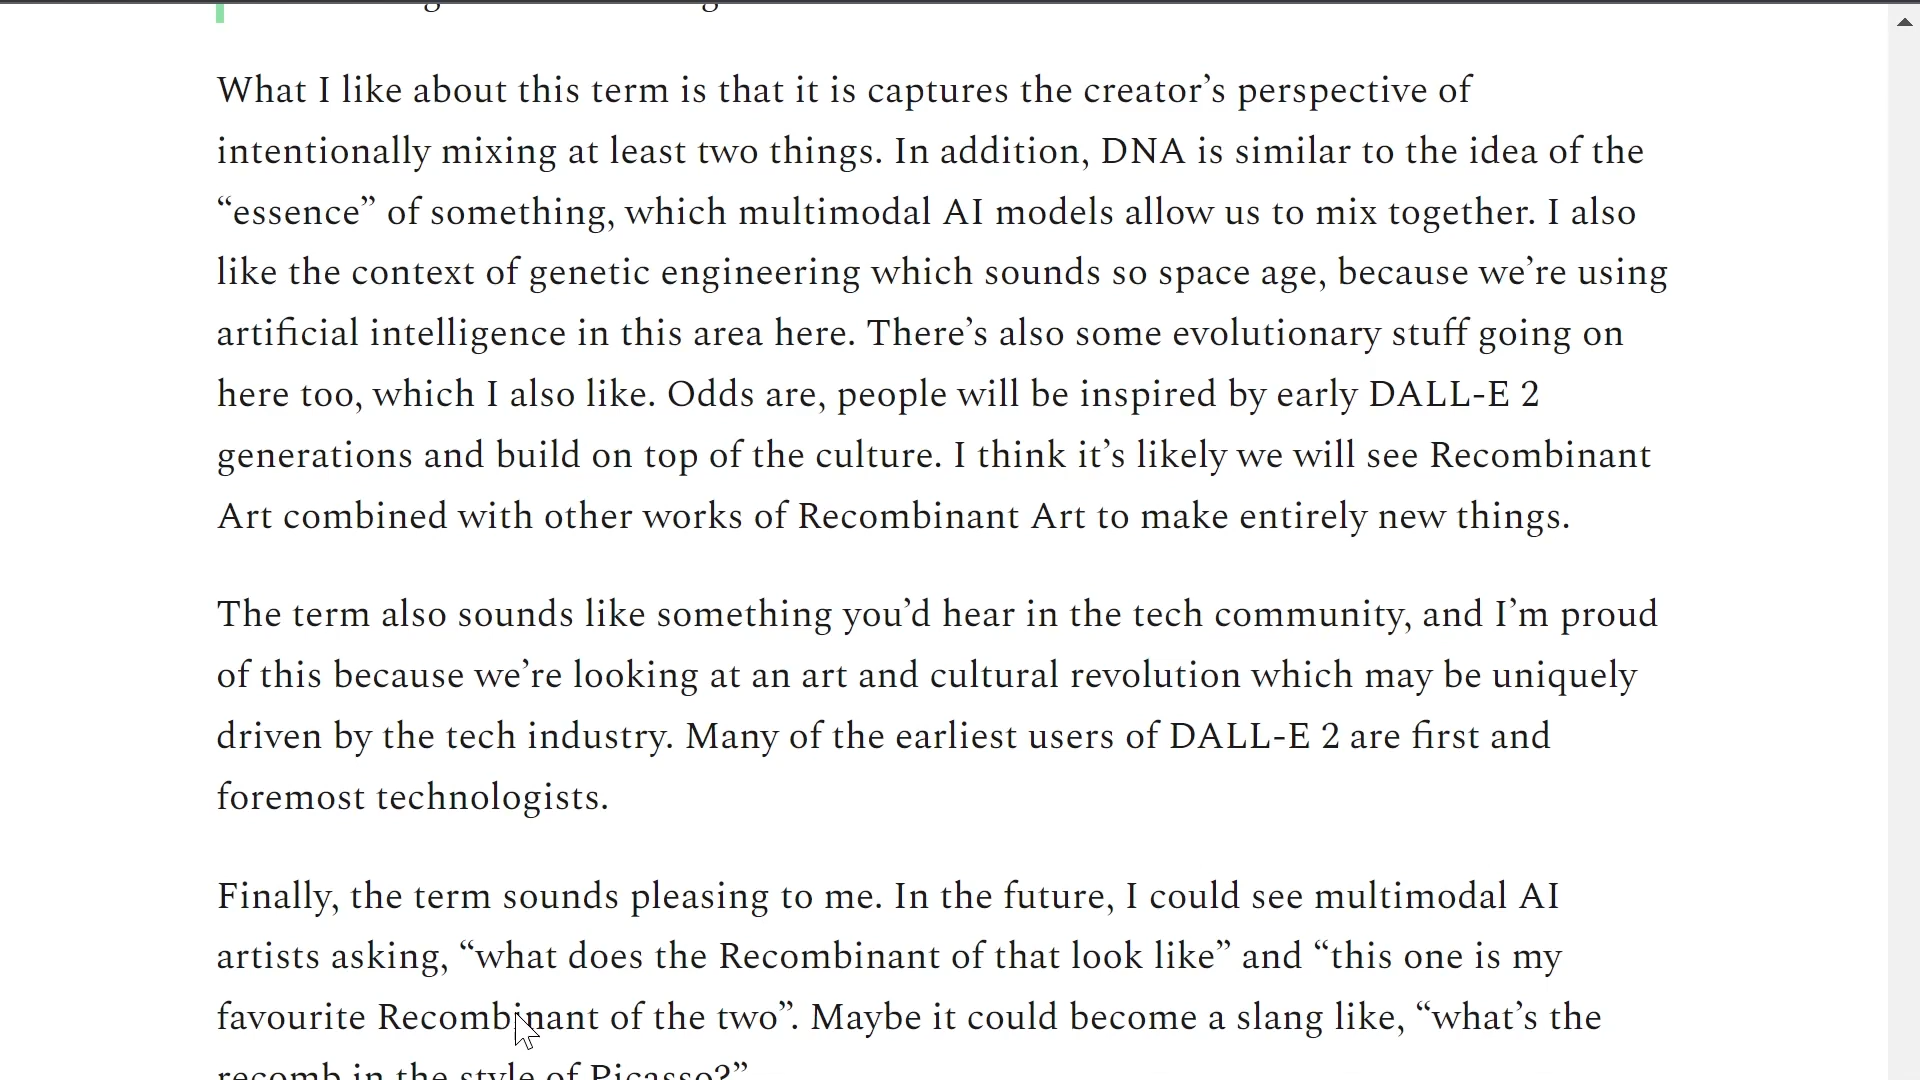 What I like about this term is that it is captures the creator’s perspective of
intentionally mixing at least two things. In addition, DNA is similar to the idea of the
“essence” of something, which multimodal AI models allow us to mix together. I also
like the context of genetic engineering which sounds so space age, because we’re using
artificial intelligence in this area here. There’s also some evolutionary stuff going on
here too, which I also like. Odds are, people will be inspired by early DALL-E 2
generations and build on top of the culture. I think it’s likely we will see Recombinant
Art combined with other works of Recombinant Art to make entirely new things.
The term also sounds like something you’d hear in the tech community, and I’m proud
of this because we’re looking at an art and cultural revolution which may be uniquely
driven by the tech industry. Many of the earliest users of DALL-E 2 are first and
foremost technologists.
Finally, the term sounds pleasing to me. In the future, I could see multimodal AI
artists asking, “what does the Recombinant of that look like” and “this one is my
favourite Recombinant of the two”. Maybe it could become a slang like, “what’s the
recomb in the style of Picasso?”